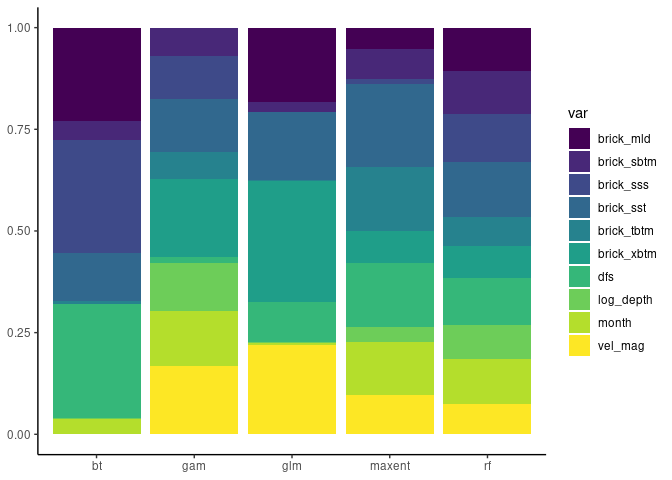 1.00
0.75
0.50
0.25
0.00
bt gam glm maxent rf
var
brick_mld
brick_sbtm
brick_sss
brick_sst
brick_tbtm
brick_xbtm
dfs
log_depth
month
vel_mag